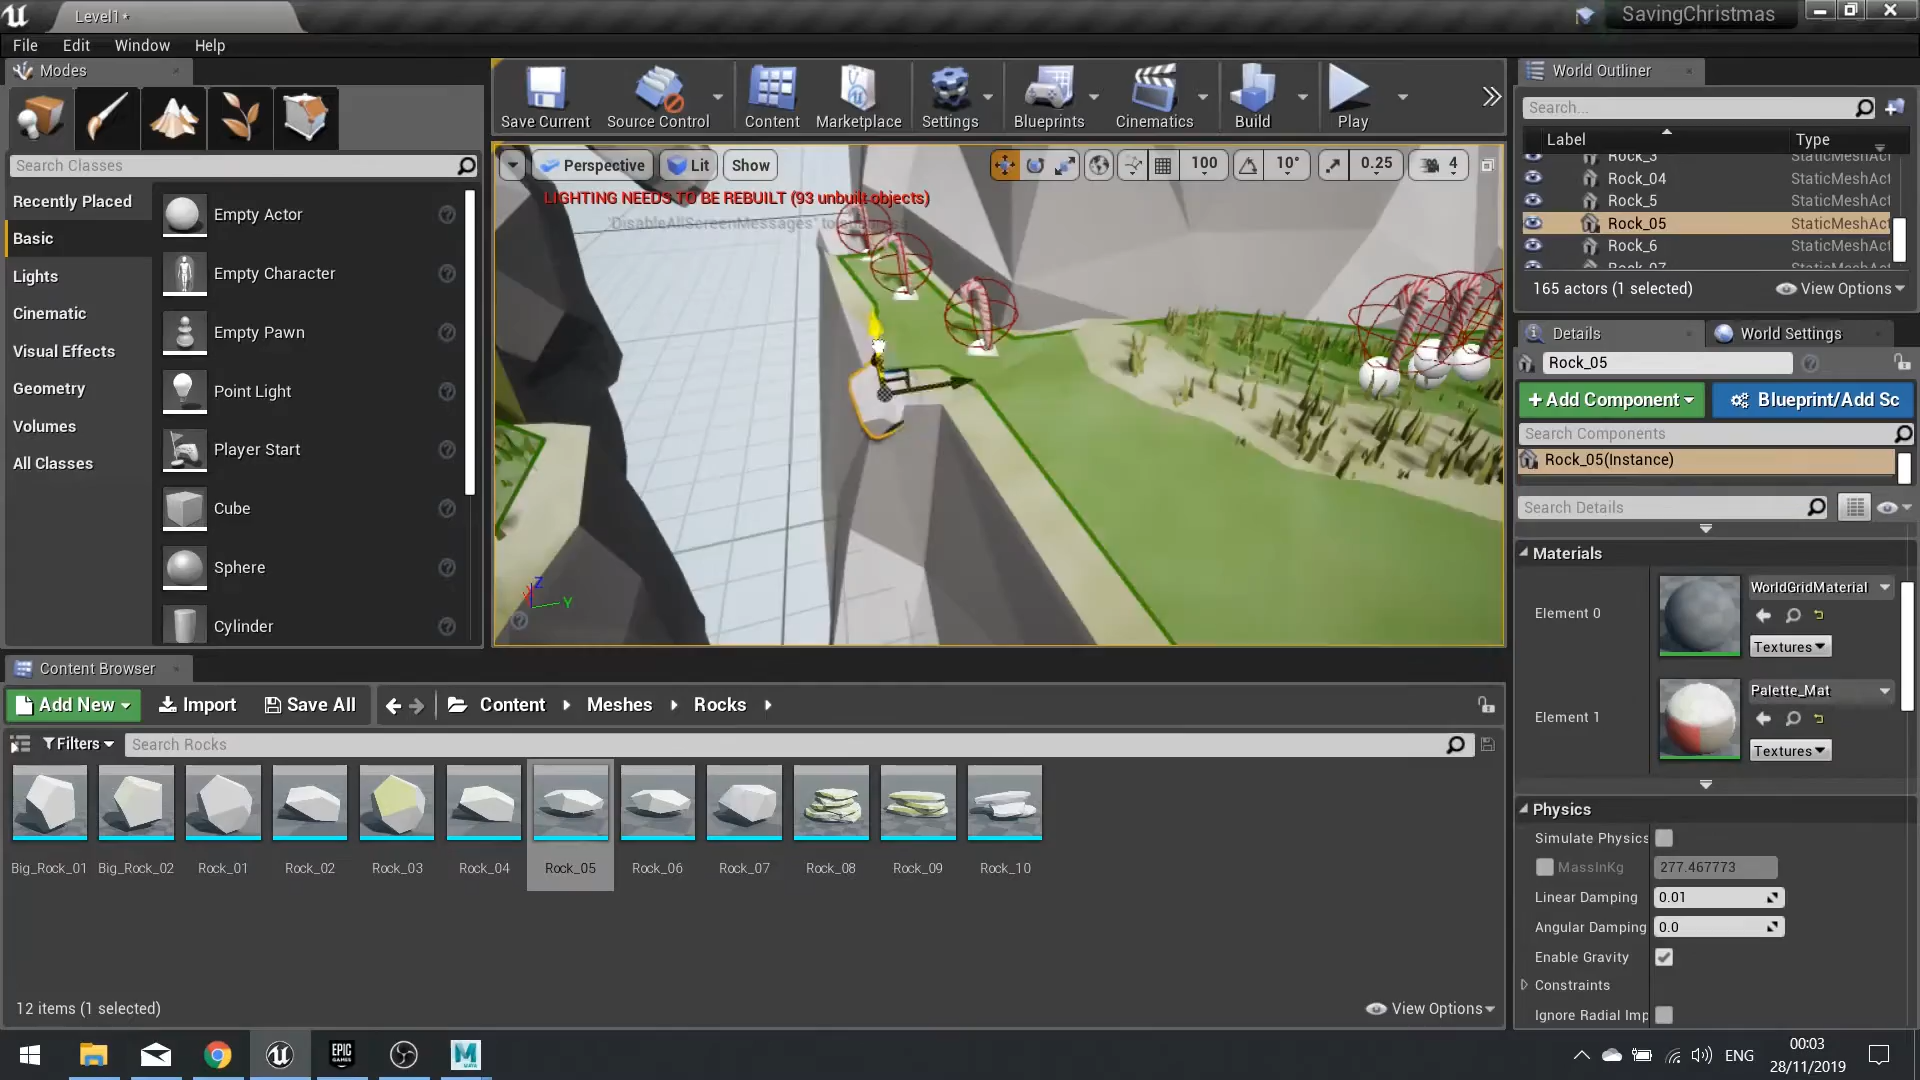 Level1*
SavingChristmas
File Edit Window Help
Modes
Search Classes
Recently Placed
Basic
Lights
Cinematic
Visual Effects
Geometry
Volumes
All Classes
Empty Actor
Empty Character
Empty Pawn
Point Light
Player Start
Cube
Sphere
Cylinder
Save Current
Source Control
Content
Marketplace
Settings
Blueprints
Cinematics
Build
Play
Perspective
Lit
Show
100
10°
0.25
4
LIGHTING NEEDS TO BE REBUILT (93 unbuilt objects)
'DisableAllScreenMessages' to suppress
Z
Y
World Outliner
Search...
Label Type
Rock_3 StaticMeshAct
Rock_04 StaticMeshAct
Rock_5 StaticMeshAct
Rock_05 StaticMeshAct
Rock_6 StaticMeshAct
Rock_07 StaticMeshAct
165 actors (1 selected)
View Options
Details
World Settings
Rock_05
+ Add Component
Blueprint/Add Sc
Search Components
Rock_05(Instance)
Search Details
Materials
Element 0
WorldGridMaterial
Textures
Element 1
Palette_Mat
Textures
Physics
Simulate Physics
MassInKg 277.467773
Linear Damping 0.01
Angular Damping 0.0
Enable Gravity
Constraints
Ignore Radial Imp
Content Browser
Add New
Import
Save All
Content
Meshes
Rocks
Filters
Search Rocks
Big_Rock_01
Big_Rock_02
Rock_01
Rock_02
Rock_03
Rock_04
Rock_05
Rock_06
Rock_07
Rock_08
Rock_09
Rock_10
12 items (1 selected)
View Options
EPIC
GAMES
M
ENG
00:03
28/11/2019